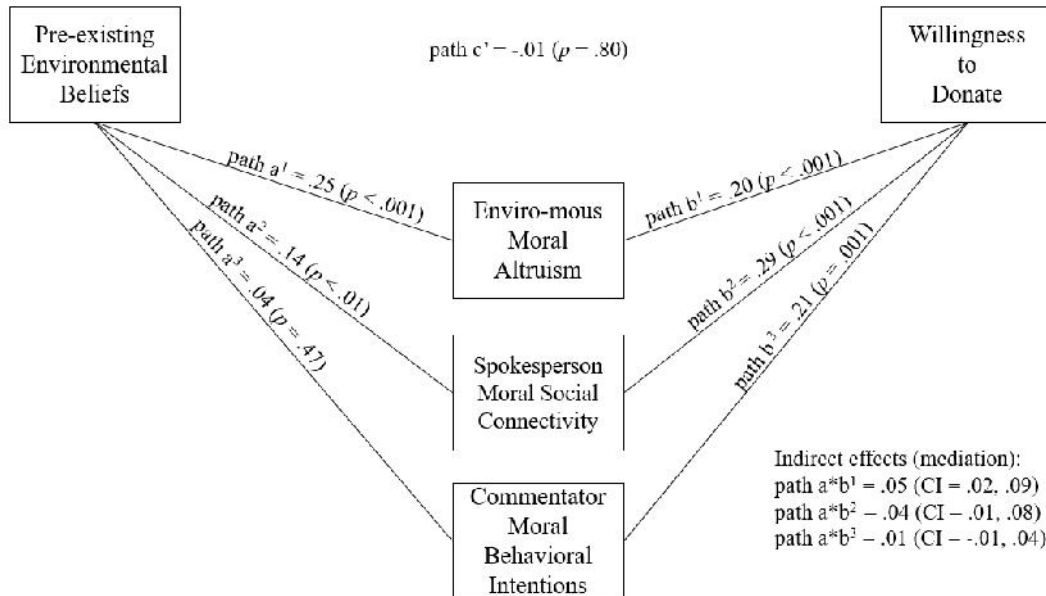 Pre-existing
Environmental
Beliefs
path c' = -.01 (p = .80)
Willingness
to
Donate
path a¹ = .25 (p < .001)
path a² = .14 (p < .01)
path a³ = .04 (p = .47)
Enviro-mous
Moral
Altruism
path b¹ = .20 (p < .001)
path b² = .29 (p < .001)
path b³ = .21 (p = .001)
Spokesperson
Moral Social
Connectivity
Commentator
Moral
Behavioral
Intentions
Indirect effects (mediation):
path a*b¹ = .05 (CI = .02, .09)
path a*b² – .04 (CI – .01, .08)
path a*b³ – .01 (CI – -.01, .04)